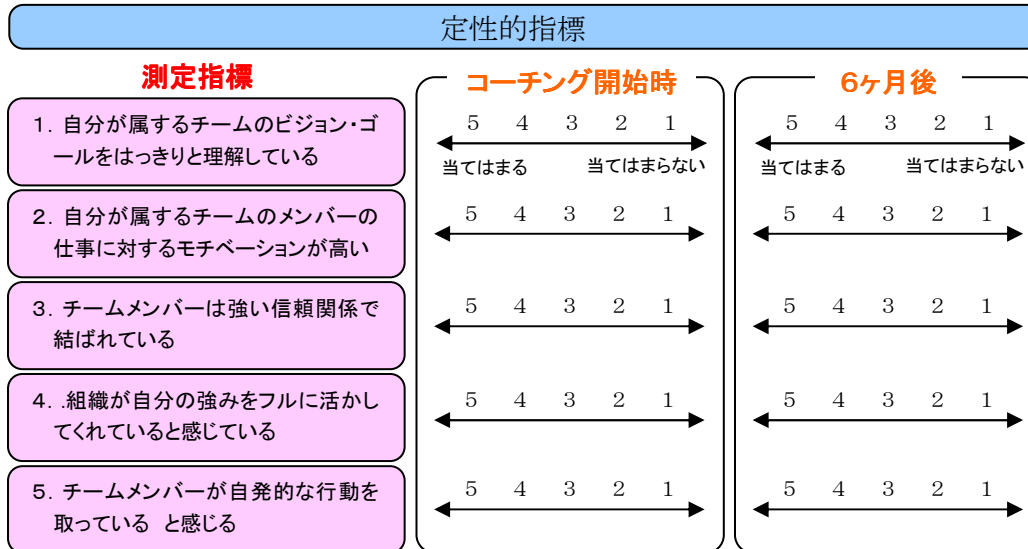 定性的指標
測定指標
コーチング開始時
6ヶ月後
1. 自分が属するチームのビジョン・ゴ
ールをはっきりと理解している
5 4 3 2 1
当てはまる 当てはまらない
5 4 3 2 1
当てはまる 当てはまらない
2. 自分が属するチームのメンバーの
仕事に対するモチベーションが高い
5 4 3 2 1
5 4 3 2 1
3. チームメンバーは強い信頼関係で
結ばれている
5 4 3 2 1
5 4 3 2 1
4. .組織が自分の強みをフルに活かし
てくれていると感じている
5 4 3 2 1
5 4 3 2 1
5. チームメンバーが自発的な行動を
取っている と感じる
5 4 3 2 1
5 4 3 2 1